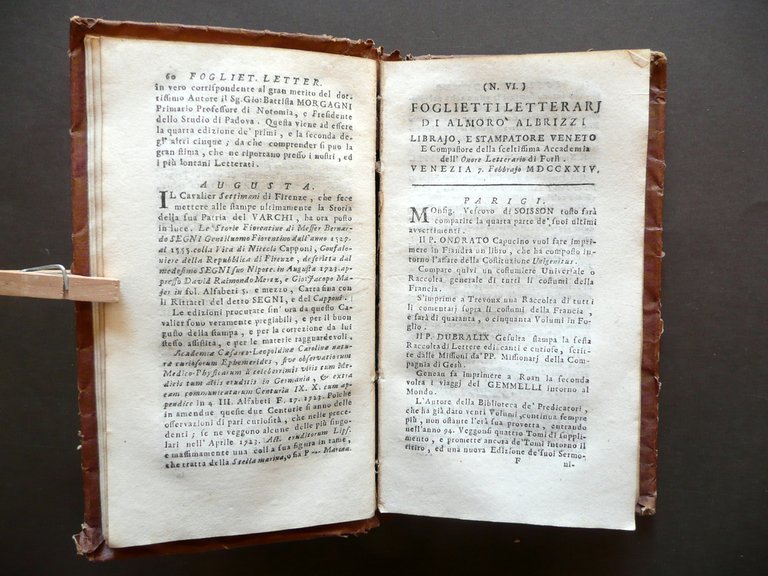 60 FOGLIET. LETTER.
in vero corrispondente al gran merito del dot-
tissimo Autore il Sg. Gio: Battista MORGAGNI
Primario Professore di Notomia, e Presidente
dello Studio di Padova. Questa viene ad essere
la quarta edizione de' primi, e la seconda de-
gl' altri cinque; da che comprender si puo la
gran stima, che ne riportano presso i nostri, ed
i più lontani Letterati.
AUGUSTA.
IL Cavalier Settimani di Firenze, che fece
mettere alle stampe ultimamente la Storia
della sua Patria del VARCHI, ha ora posto
in luce. Le Storie Fiorentine di Messer Bernar-
do SEGNI Gentiluomo Fiorentino dall'anno 1527.
al 1555. colla Vita di Nicolò Capponi, Gonfalo-
niere della Repubblica di Firenze, descritta dal
medesimo SEGNI suo Nipote. in Augusta 1723. ap-
presso David Raimondo Merez, e Gio: Jacopo Ma-
jer in fol. Alfabeti 5. e mezzo, Carta fina con
li Ritratti del detto SEGNI, e del Capponi.
Le edizioni procurate sin' ora da questo Ca-
valier sono veramente pregiabili, e per il buon
gusto della stampa, e per la correzione da lui
stesso assistita, e per le materie ragguardevoli.
Academiæ Cæsareo-Leopoldinæ Carolinæ natu-
ræ curiosorum Ephemerides, sive observationum
Medico-Physicarum à celeberrimis viris tum Me-
dicis tum aliis eruditis in Germania, & extra
eam communicatarum Centuria IX. X. cum ap-
pendice in 4. III. Alfabeti F. 17. 1723. Poiche
in amendue queste due Centurie si anno delle
osservazioni di pari curiosità, che nelle prece-
denti; se ne veggono alcune delle più singo-
lari nell' Aprile 1723. Act. eruditorum Lips.
e massimamente una colla sua figura in rame,
che tratta della Stella marina, o sia
(N. VI.)
FOGLIETTI LETTERARJ
DI ALMORO' ALBRIZZI
LIBRAJO, E STAMPATORE VENETO
E Compastore della sceltissima Accademia
dell' Onore Letterario di Forlì.
VENEZIA 7. Febbrajo MDCCXXIV.
PARIGI.
MOnsig. Vescovo di SOISSON tosto farà
comparire la quarta parte de' suoi ultimi
avvertimenti.
Il P. ONORATO Capucino vuol fare impri-
mere in Fiandra un libro, che ha composto in-
torno l'affare della Costituzione Unigenitus.
Compare quivi un costumiere Universale ò
Raccolta generale di tutti li costumi della
Francia.
S'imprime a Trevoux una Raccolta di tutti
li comentarj sopra li costumi della Francia,
e sarà di quaranta, o cinquanta Volumi in Fo-
glio.
Il P. DUBRALIX Gesuita stampa la sesta
Raccolta di Lettere edificanti e curiose, scrit-
te dalle Missioni da' PP. Missionarj della Com-
pagnia di Gesù.
Geneau fa imprimere a Roan la seconda
volta i viaggi del GEMMELLI intorno al
Mondo.
L'Autore della Biblioteca de' Predicatori,
che hà già dato venti Volumi, continua sempre
più, non ostante l'erà sua provetta, entrando
nell'anno 94. Veggonsi quattro Tomi di suppli-
mento, e promette ancora de' Tomi intorno il
ritiro, ed una nuova Edizione de' suoi Sermo-
F ni-